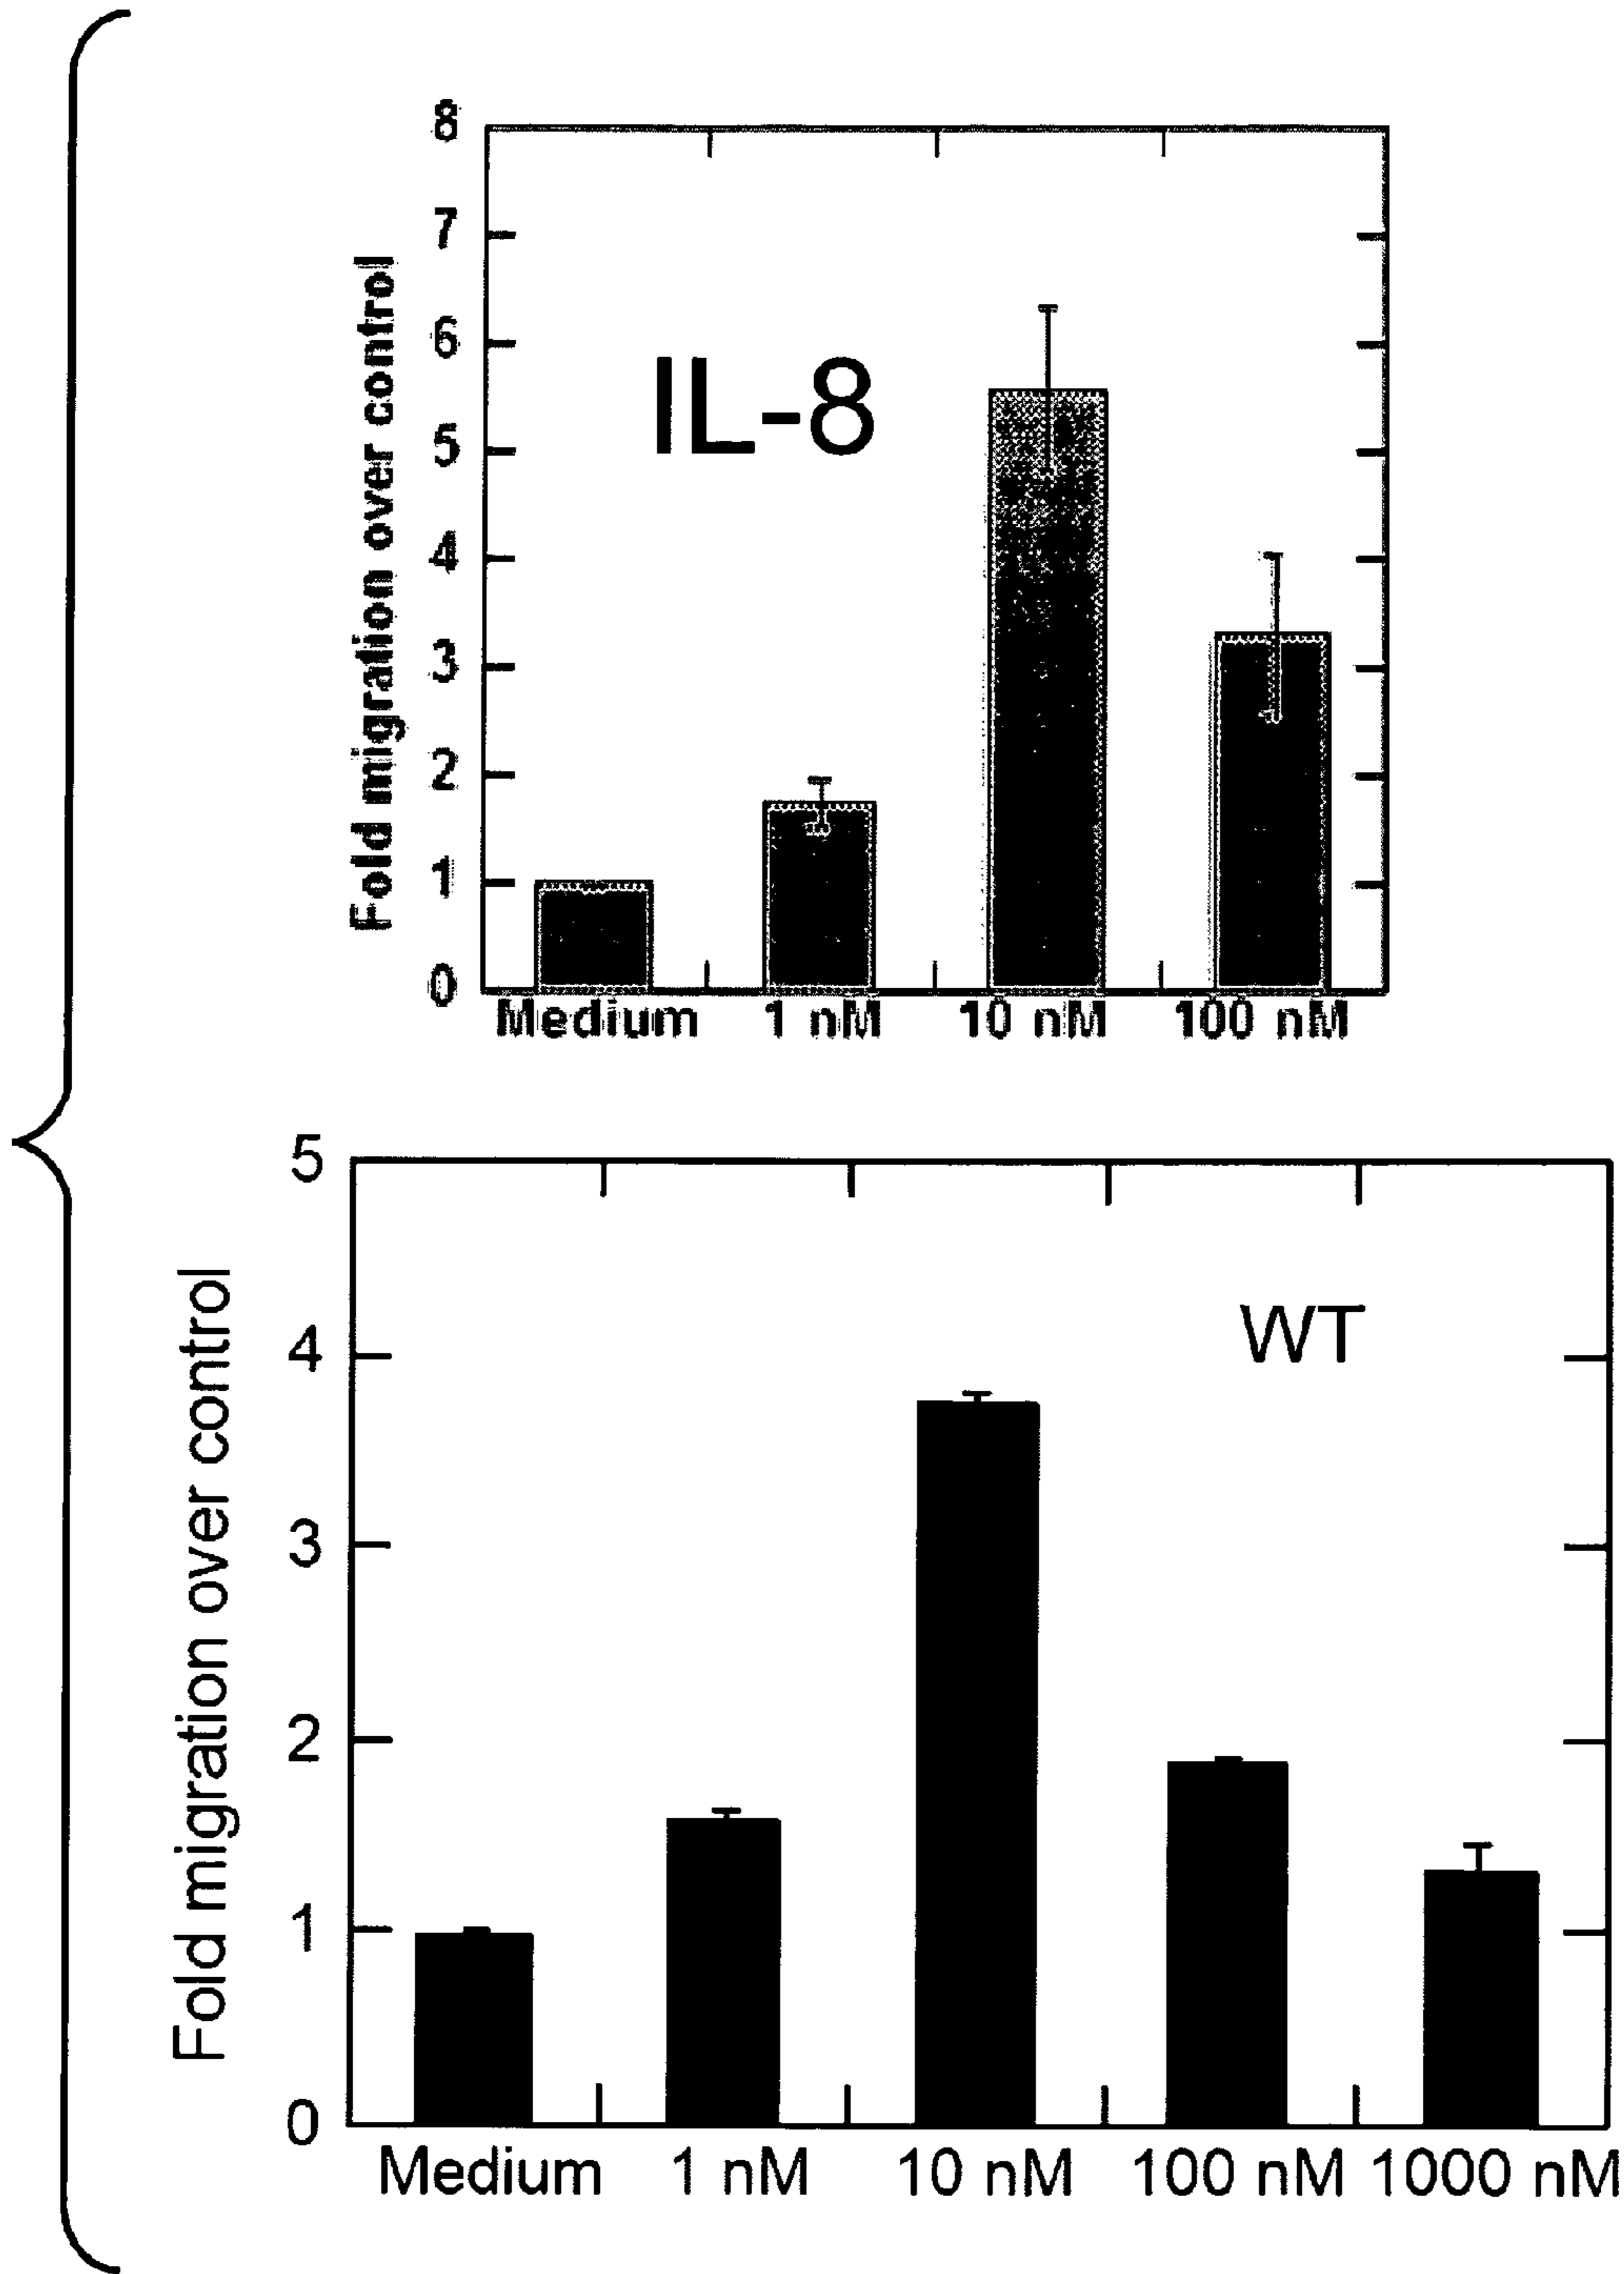 Fold migration over control
8
7
6
5
4
3
2
1
0
IL-8
Medium 1 nM 10 nM 100 nM
Fold migration over control
5
4
3
2
1
0
WT
Medium 1 nM 10 nM 100 nM 1000 nM